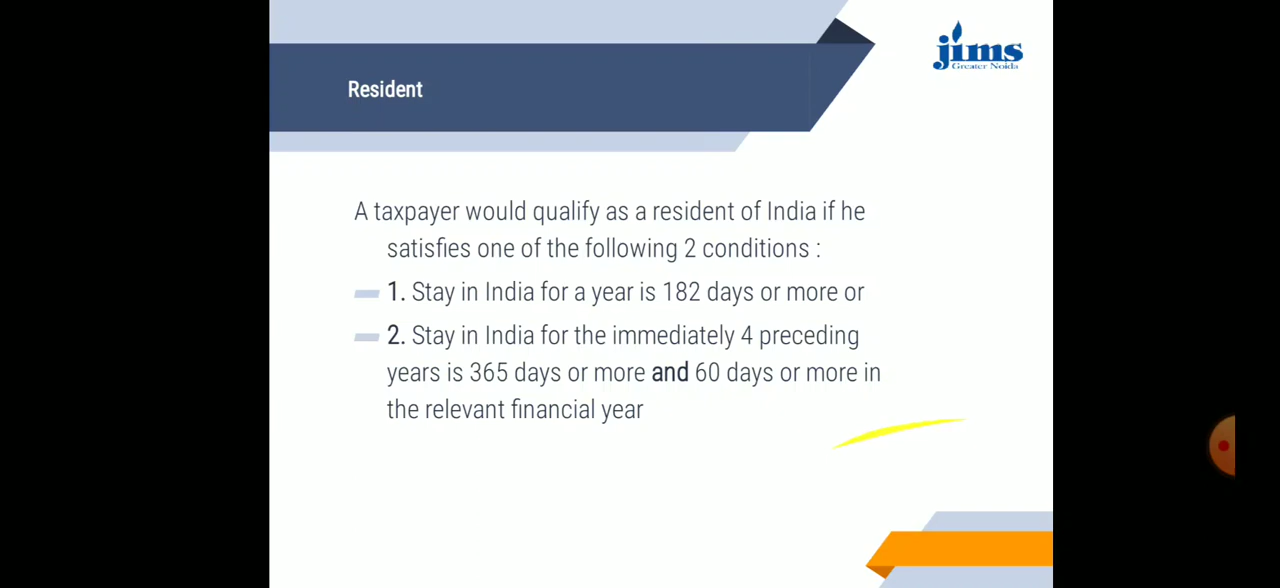 jims
Greater Noida
Resident
A taxpayer would qualify as a resident of India if he
satisfies one of the following 2 conditions :
1. Stay in India for a year is 182 days or more or
2. Stay in India for the immediately 4 preceding
years is 365 days or more and 60 days or more in
the relevant financial year